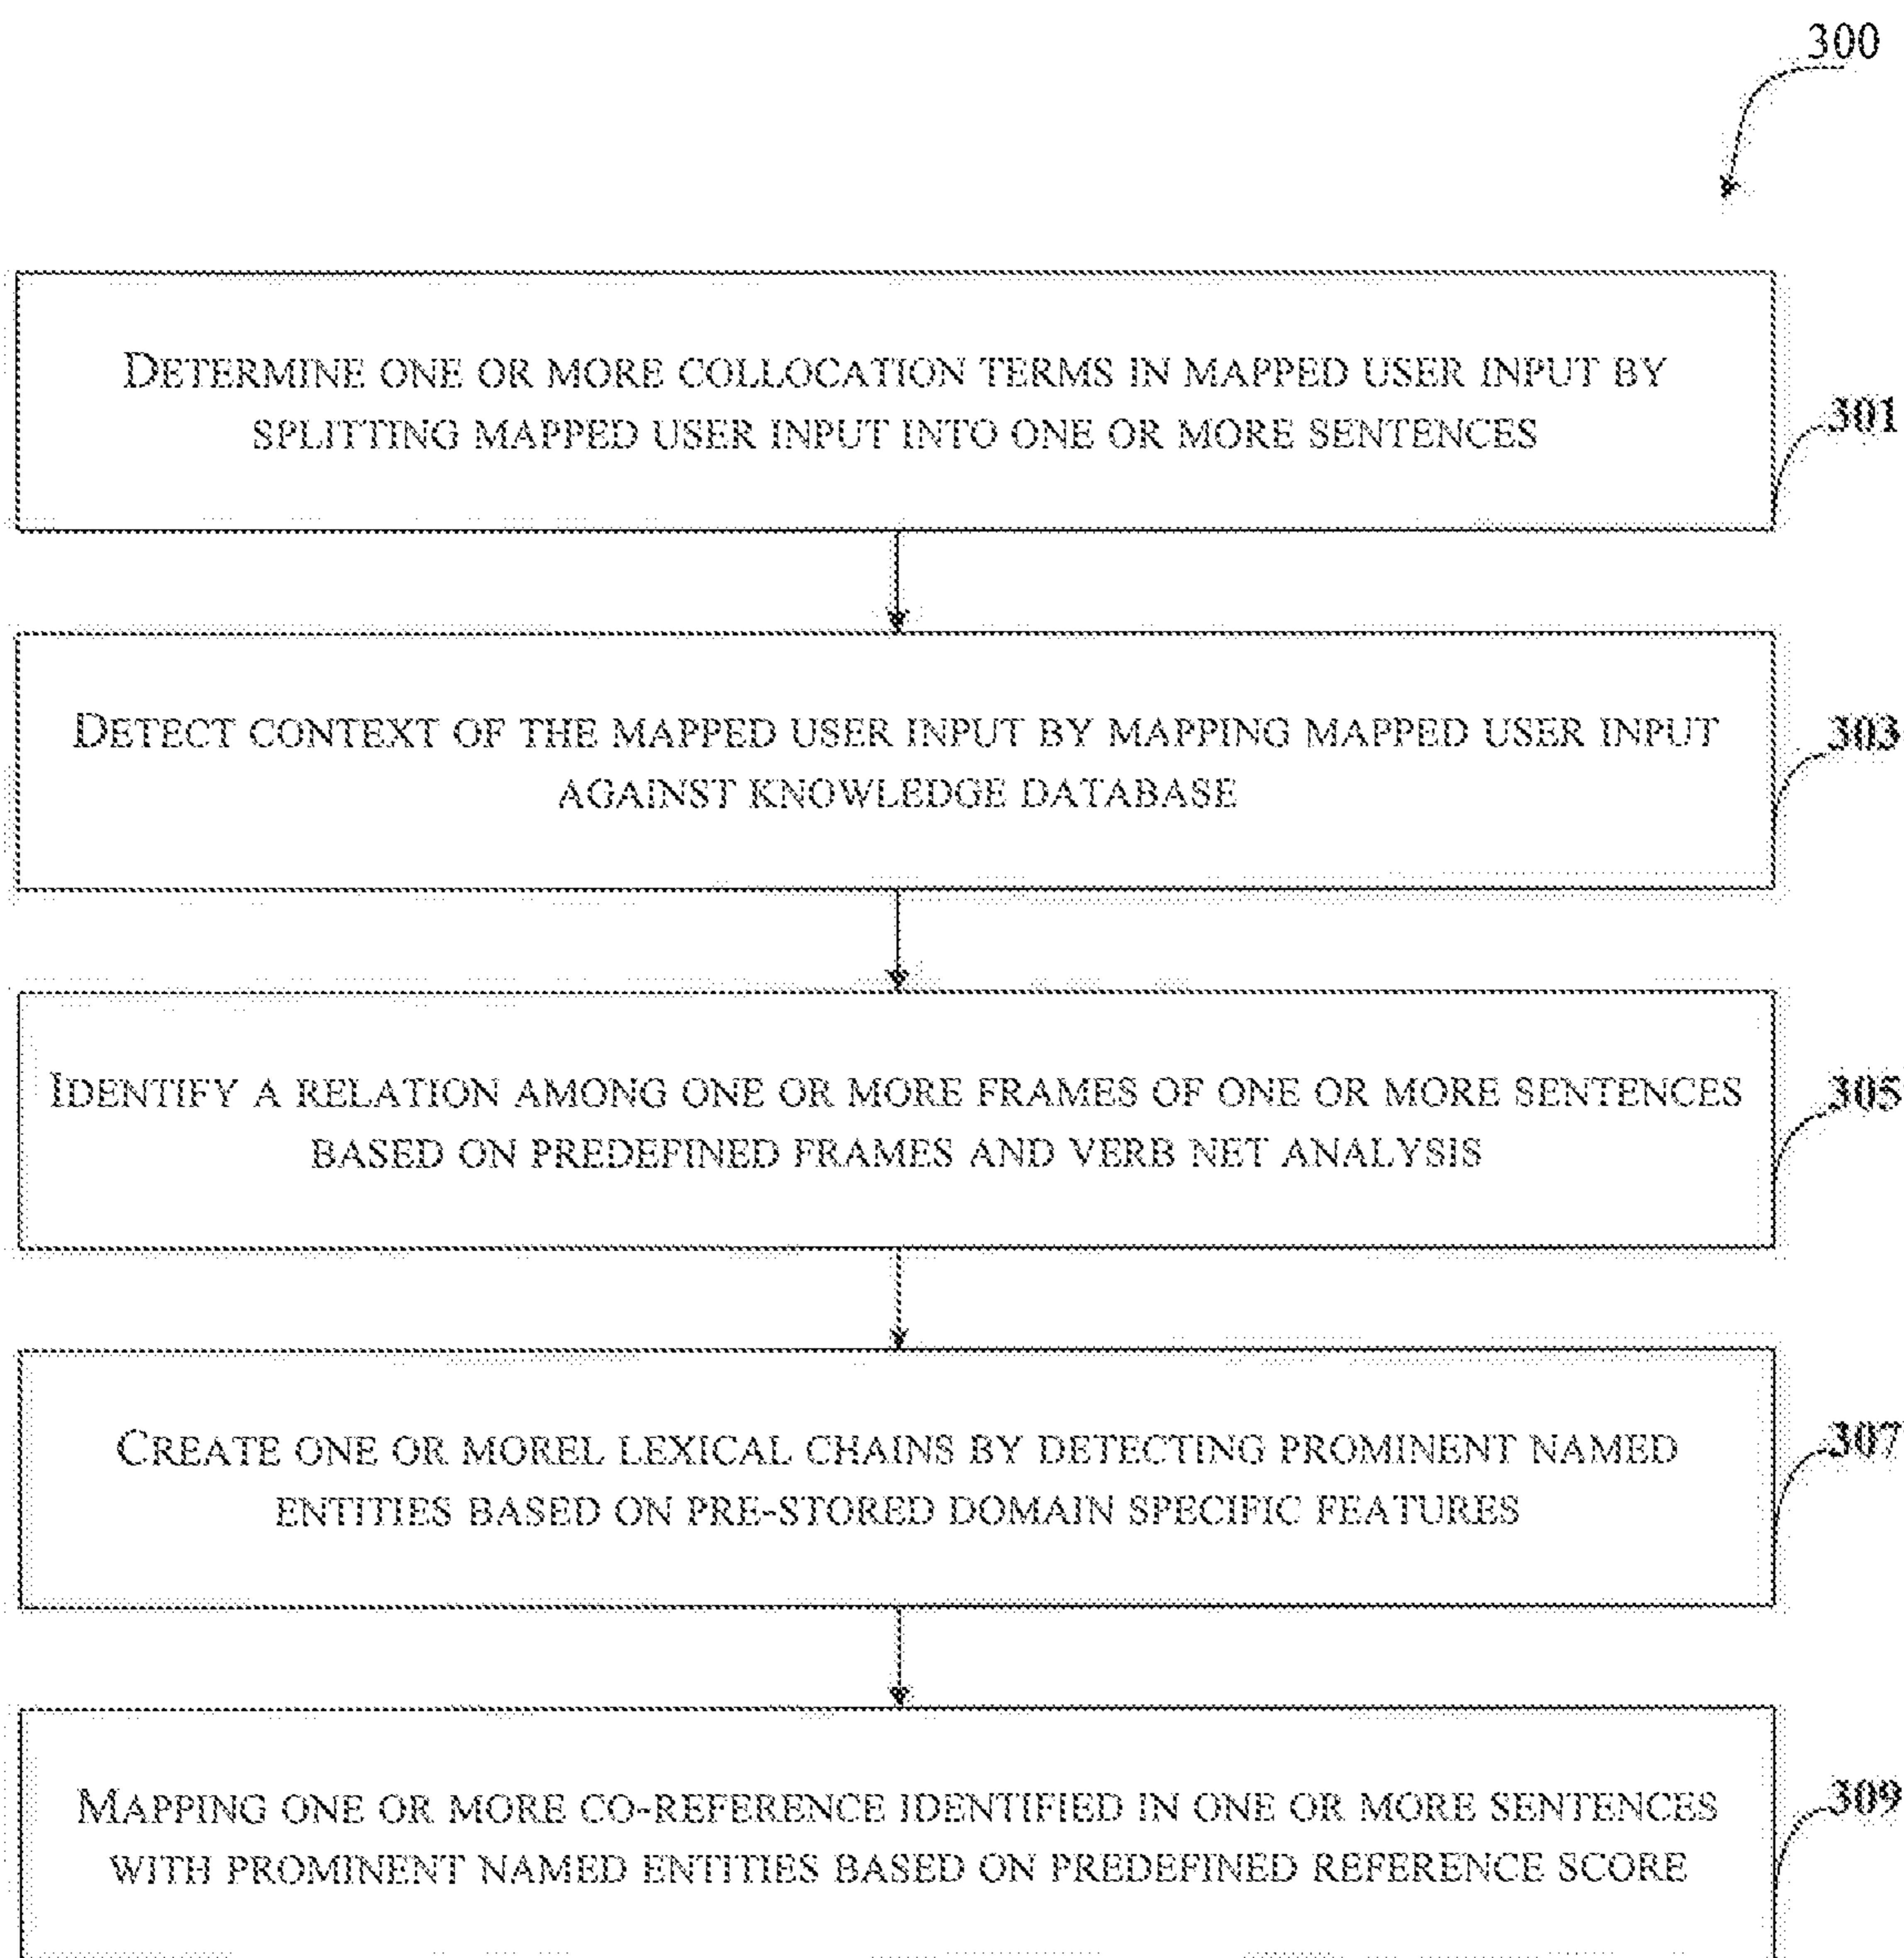 300
DETERMINE ONE OR MORE COLLOCATION TERMS IN MAPPED USER INPUT BY
SPLITTING MAPPED USER INPUT INTO ONE OR MORE SENTENCES
301
DETECT CONTEXT OF THE MAPPED USER INPUT BY MAPPING MAPPED USER INPUT
AGAINST KNOWLEDGE DATABASE
303
IDENTIFY A RELATION AMONG ONE OR MORE FRAMES OF ONE OR MORE SENTENCES
BASED ON PREDEFINED FRAMES AND VERB NET ANALYSIS
305
CREATE ONE OR MOREL LEXICAL CHAINS BY DETECTING PROMINENT NAMED
ENTITIES BASED ON PRE-STORED DOMAIN SPECIFIC FEATURES
307
MAPPING ONE OR MORE CO-REFERENCE IDENTIFIED IN ONE OR MORE SENTENCES
WITH PROMINENT NAMED ENTITIES BASED ON PREDEFINED REFERENCE SCORE
309